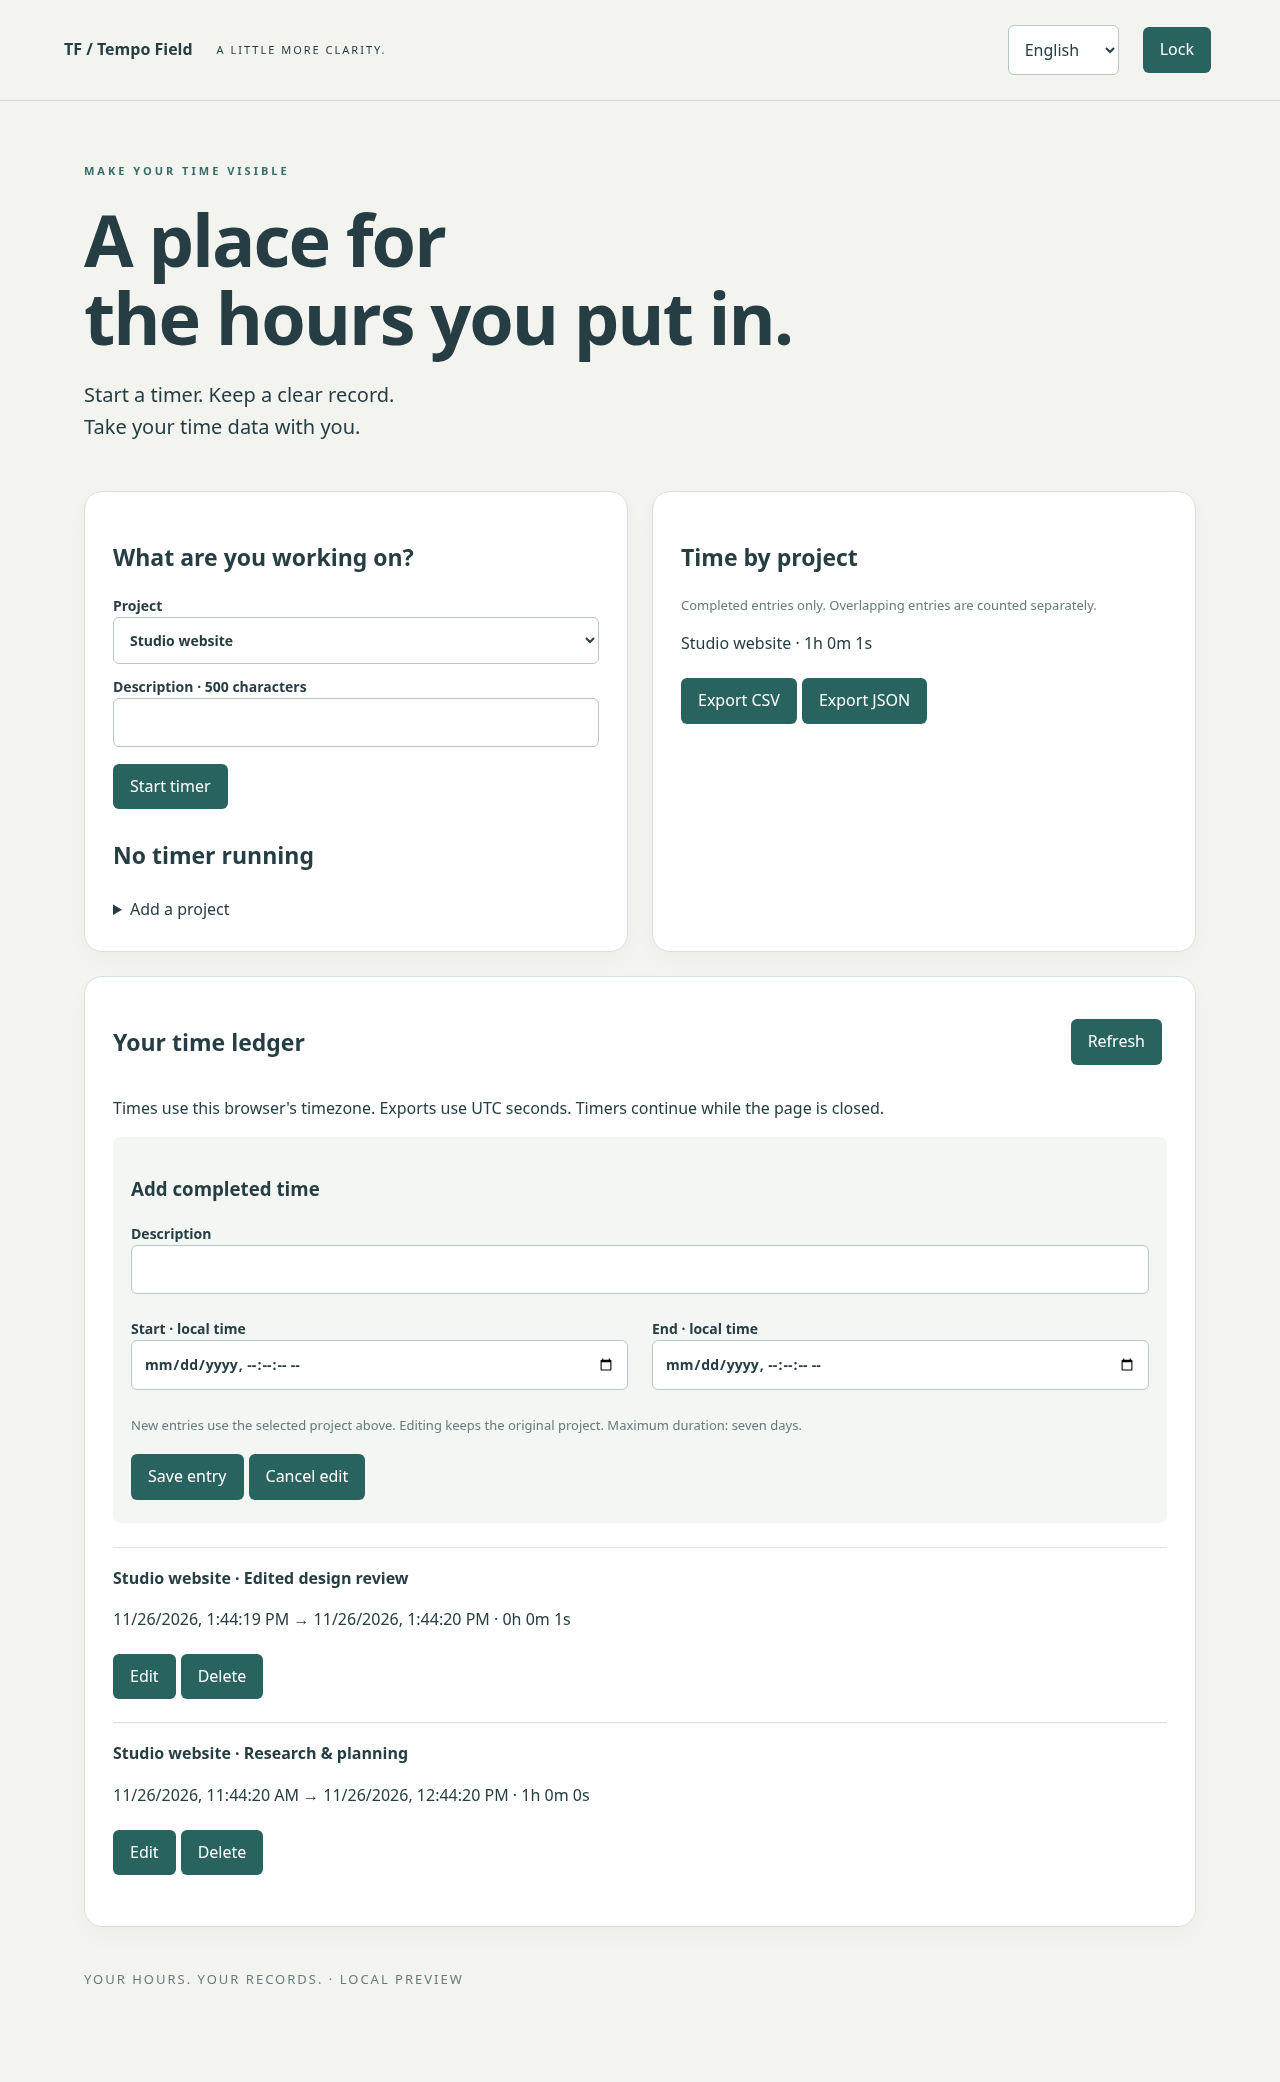 TF / Tempo Field
A LITTLE MORE CLARITY.
English
Lock
MAKE YOUR TIME VISIBLE
A place for
the hours you put in.
Start a timer. Keep a clear record.
Take your time data with you.
What are you working on?
Project
Studio website
Description · 500 characters
Start timer
No timer running
Add a project
Time by project
Completed entries only. Overlapping entries are counted separately.
Studio website · 1h 0m 1s
Export CSV
Export JSON
Your time ledger
Refresh
Times use this browser's timezone. Exports use UTC seconds. Timers continue while the page is closed.
Add completed time
Description
Start · local time
End · local time
mm/dd/yyyy, --:--:-- --
mm/dd/yyyy, --:--:-- --
New entries use the selected project above. Editing keeps the original project. Maximum duration: seven days.
Save entry
Cancel edit
Studio website · Edited design review
11/26/2026, 1:44:19 PM → 11/26/2026, 1:44:20 PM · 0h 0m 1s
Edit
Delete
Studio website · Research & planning
11/26/2026, 11:44:20 AM → 11/26/2026, 12:44:20 PM · 1h 0m 0s
Edit
Delete
YOUR HOURS. YOUR RECORDS. · LOCAL PREVIEW